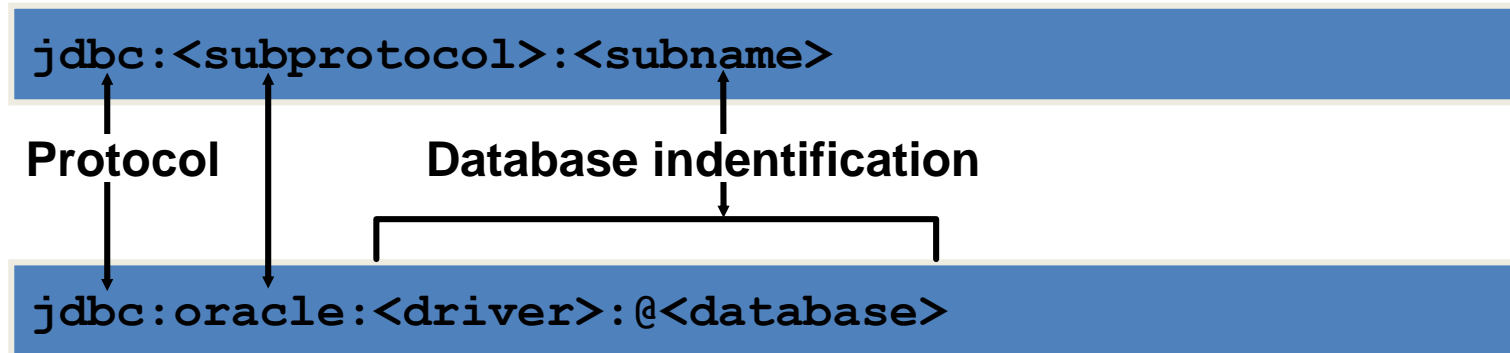 jdbc:<subprotocol>:<subname>
Protocol Database indentification
jdbc:oracle:<driver>:@<database>